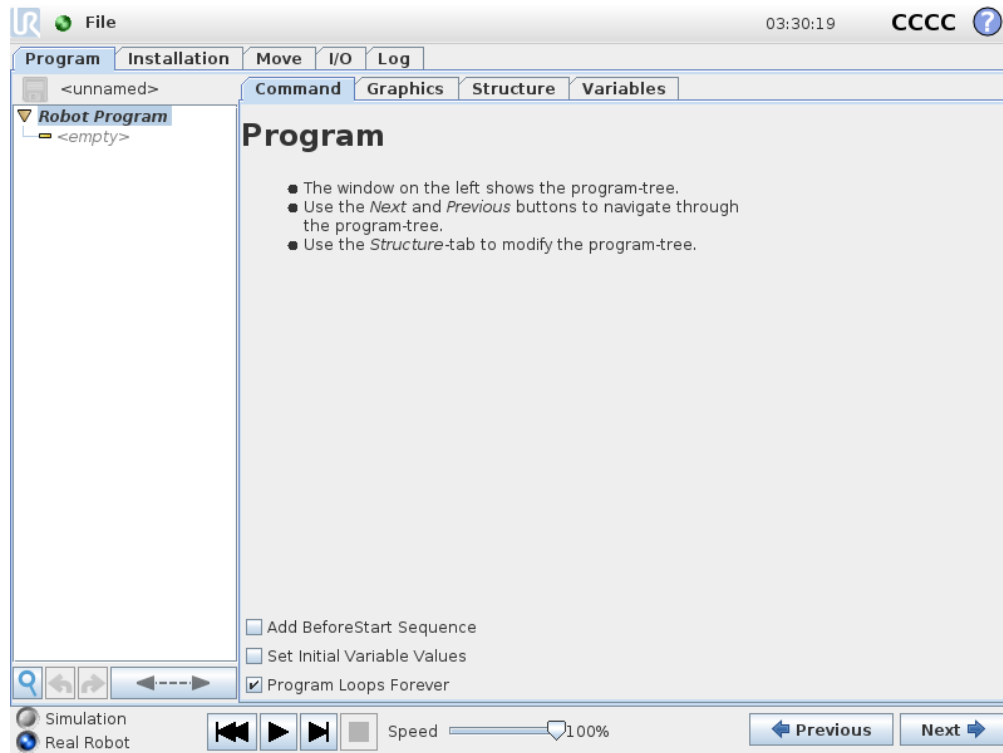 UR File 03:30:19 CCCC ?
Program Installation Move I/O Log
<unnamed> Command Graphics Structure Variables
Robot Program
<empty>
Program
The window on the left shows the program-tree.
Use the Next and Previous buttons to navigate through
the program-tree.
Use the Structure-tab to modify the program-tree.
Add BeforeStart Sequence
Set Initial Variable Values
Program Loops Forever
Simulation
Real Robot
Speed 100%
Previous Next